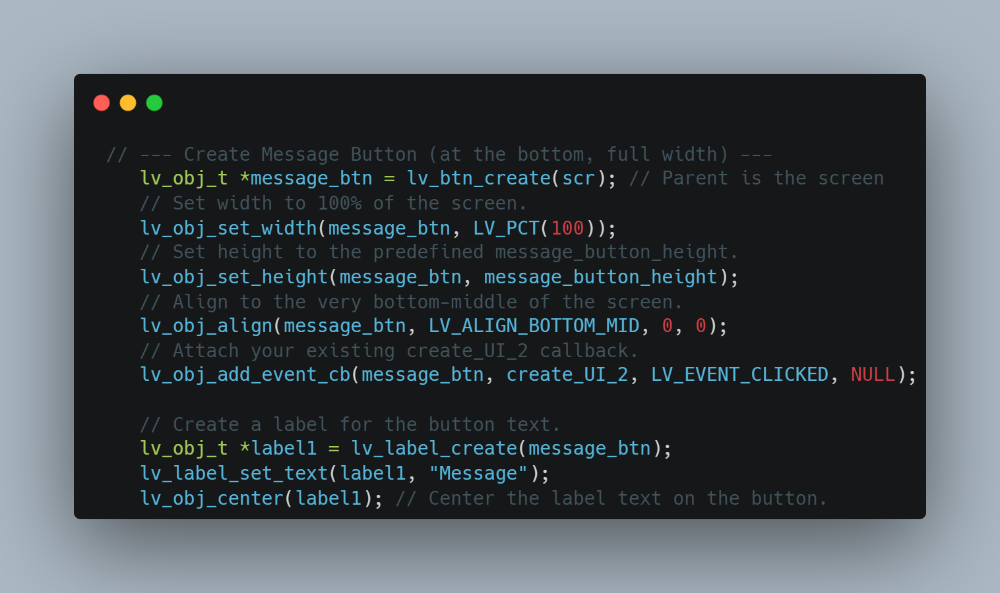 // --- Create Message Button (at the bottom, full width) ---
lv_obj_t *message_btn = lv_btn_create(scr); // Parent is the screen
// Set width to 100% of the screen.
lv_obj_set_width(message_btn, LV_PCT(100));
// Set height to the predefined message_button_height.
lv_obj_set_height(message_btn, message_button_height);
// Align to the very bottom-middle of the screen.
lv_obj_align(message_btn, LV_ALIGN_BOTTOM_MID, 0, 0);
// Attach your existing create_UI_2 callback.
lv_obj_add_event_cb(message_btn, create_UI_2, LV_EVENT_CLICKED, NULL);
// Create a label for the button text.
lv_obj_t *label1 = lv_label_create(message_btn);
lv_label_set_text(label1, "Message");
lv_obj_center(label1); // Center the label text on the button.